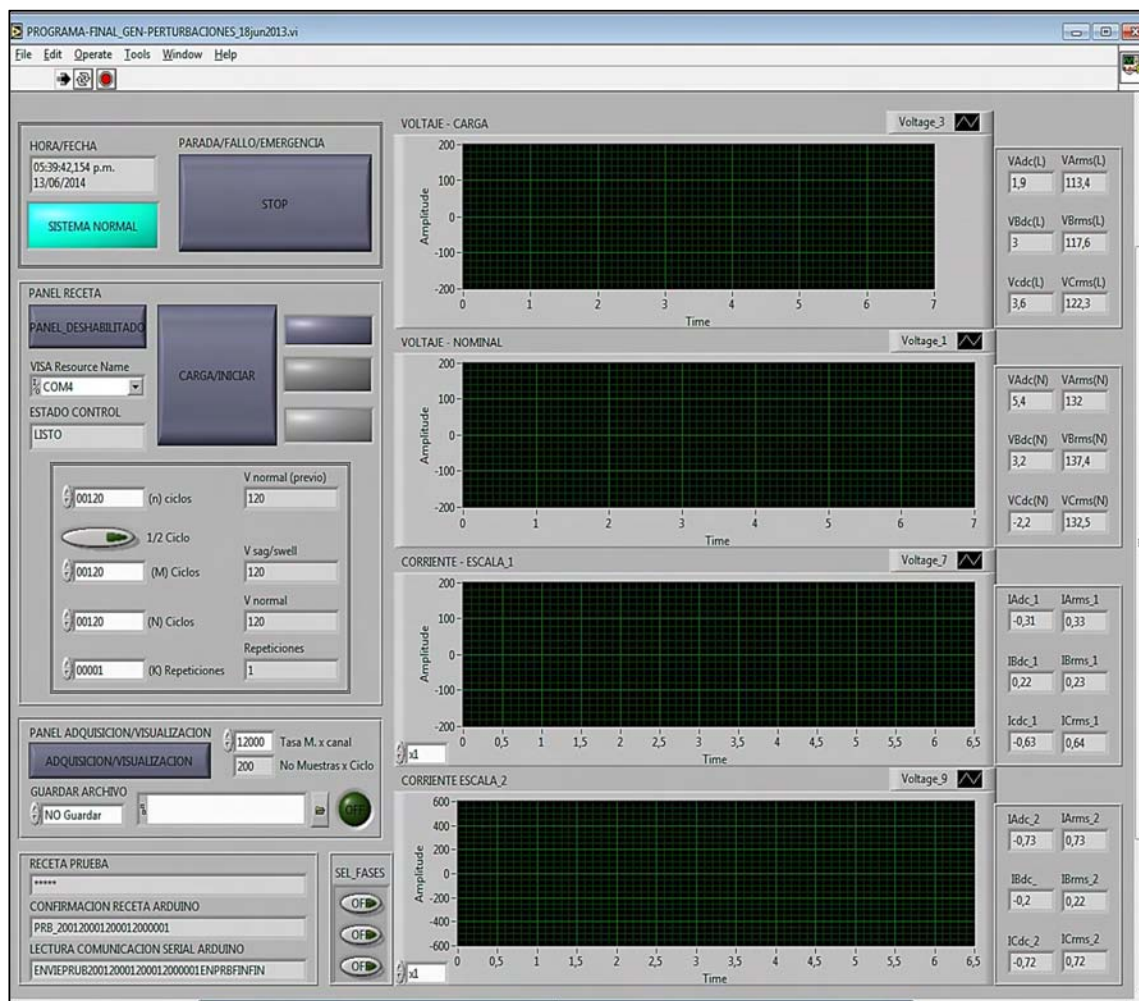 PROGRAMA-FINAL_GEN-PERTURBACIONES_18jun2013.vi
File Edit Operate Tools Window Help
HORA/FECHA
05:39:42,154 p.m.
13/06/2014
SISTEMA NORMAL
PARADA/FALLO/EMERGENCIA
STOP
PANEL RECETA
PANEL_DESHABILITADO
VISA Resource Name
COM4
ESTADO CONTROL
LISTO
CARGA/INICIAR
V normal (previo)
00120 (n) ciclos 120
1/2 Ciclo
V sag/swell
00120 (M) Ciclos 120
V normal
00120 (N) Ciclos 120
Repeticiones
00001 (K) Repeticiones 1
PANEL ADQUISICION/VISUALIZACION
ADQUISICION/VISUALIZACION
12000 Tasa M. x canal
200 No Muestras x Ciclo
GUARDAR ARCHIVO
NO Guardar
OFF
RECETA PRUEBA
*****
CONFIRMACION RECETA ARDUINO
PRB_200120001200012000001
LECTURA COMUNICACION SERIAL ARDUINO
ENVIEPRUB200120001200012000001ENPRBFINFIN
SEL_FASES
OFF
OFF
OFF
VOLTAJE - CARGA
Voltage_3
Amplitude
200
100
0
-100
-200
0 1 2 3 4 5 6 7
Time
VAdc(L) VArms(L)
1,9 113,4
VBdc(L) VBrms(L)
3 117,6
Vcdc(L) VCrms(L)
3,6 122,3
VOLTAJE - NOMINAL
Voltage_1
Amplitude
200
100
0
-100
-200
0 1 2 3 4 5 6 7
Time
VAdc(N) VArms(N)
5,4 132
VBdc(N) VBrms(N)
3,2 137,4
VCdc(N) VCrms(N)
-2,2 132,5
CORRIENTE - ESCALA_1
Voltage_7
Amplitude
200
100
0
-100
-200
x1
0 0,5 1 1,5 2 2,5 3 3,5 4 4,5 5 5,5 6 6,5
Time
IAdc_1 IArms_1
-0,31 0,33
IBdc_1 IBrms_1
0,22 0,23
Icdc_1 ICrms_1
-0,63 0,64
CORRIENTE ESCALA_2
Voltage_9
Amplitude
600
400
200
0
-200
-400
-600
x1
0 0,5 1 1,5 2 2,5 3 3,5 4 4,5 5 5,5 6 6,5
Time
IAdc_2 IArms_2
-0,73 0,73
IBdc_ IBrms_2
-0,2 0,22
ICdc_2 ICrms_2
-0,72 0,72